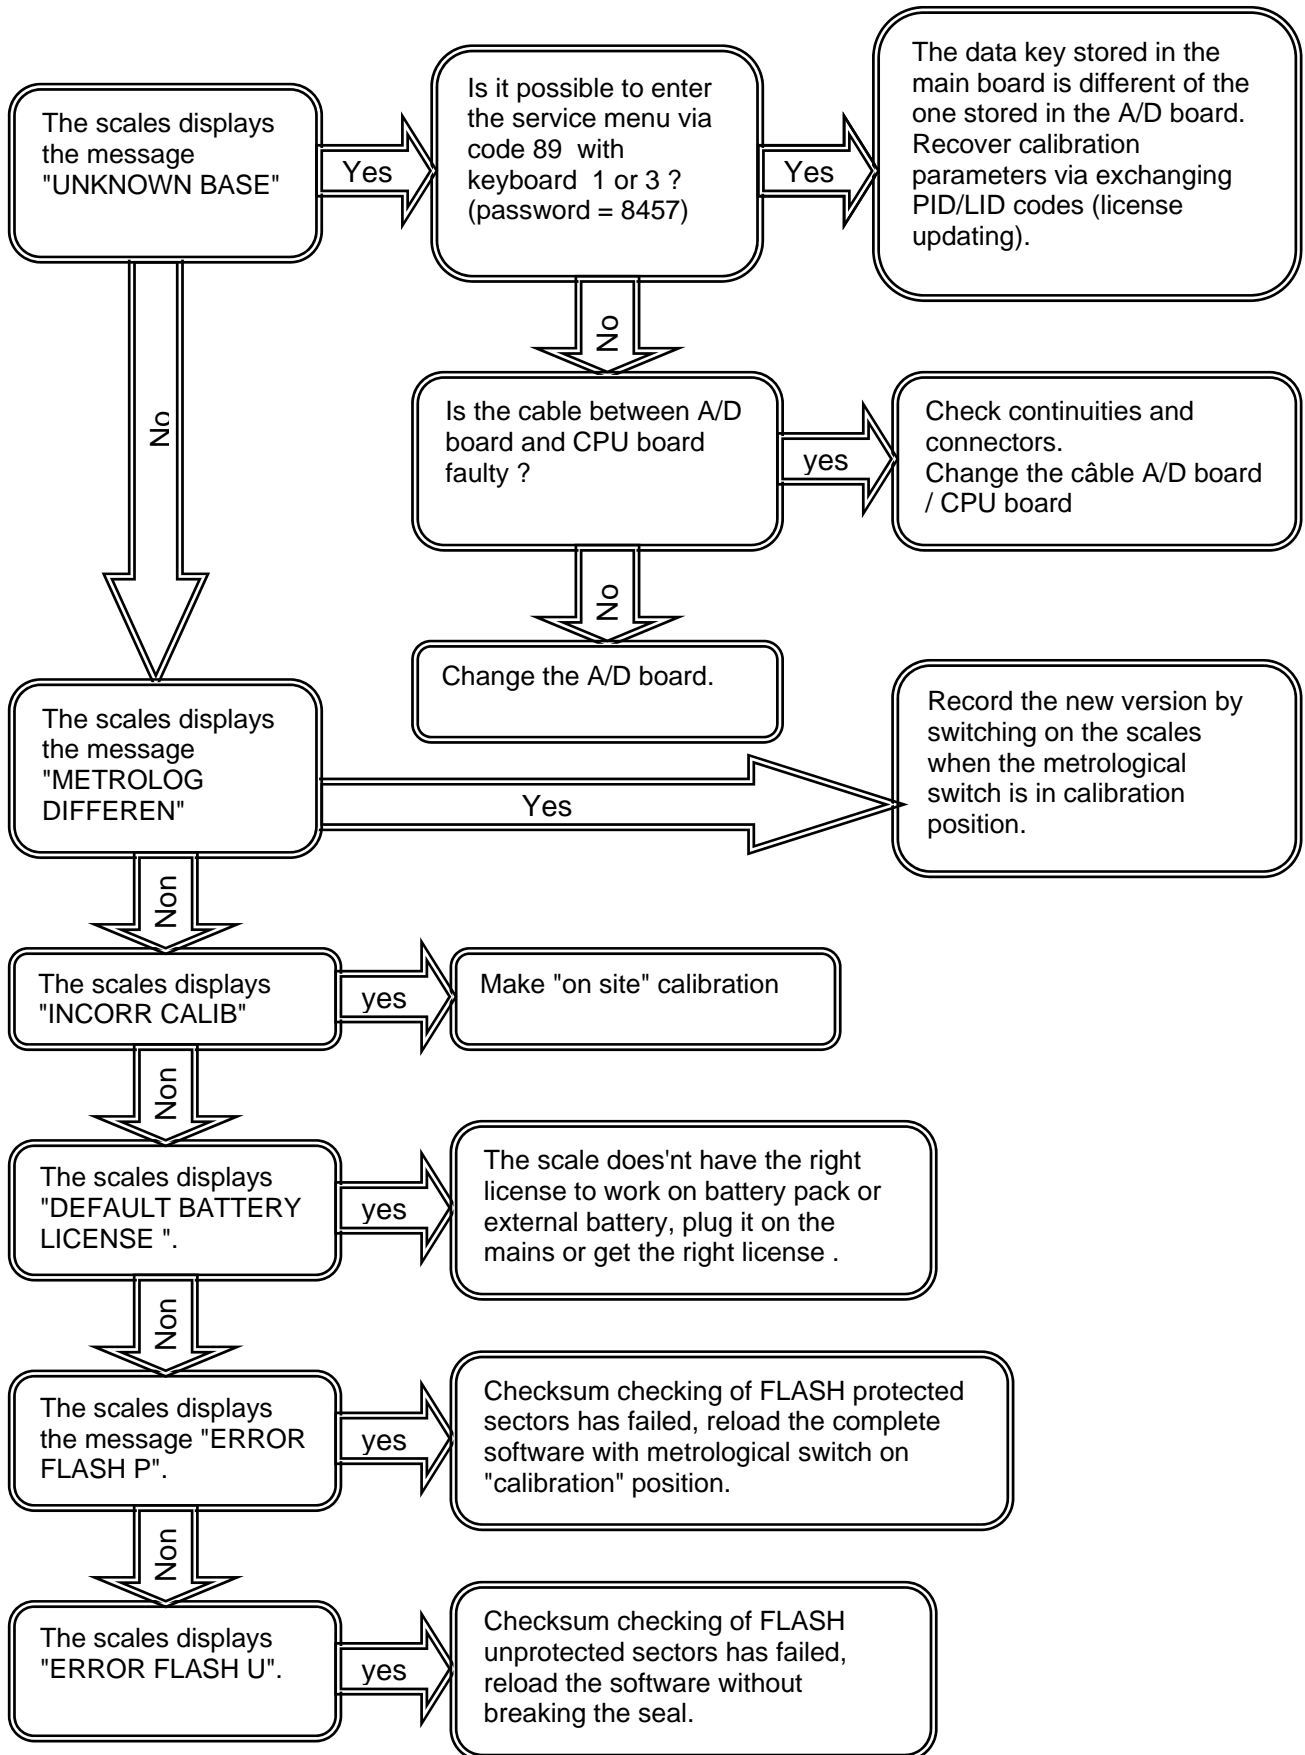 The scales displays
the message
"UNKNOWN BASE"
Yes
Is it possible to enter
the service menu via
code 89  with
keyboard  1 or 3 ?
(password = 8457)
Yes
The data key stored in the
main board is different of the
one stored in the A/D board.
Recover calibration
parameters via exchanging
PID/LID codes (license
updating).
No
No
Is the cable between A/D
board and CPU board
faulty ?
yes
Check continuities and
connectors.
Change the câble A/D board
/ CPU board
No
Change the A/D board.
The scales displays
the message
"METROLOG
DIFFEREN"
Yes
Record the new version by
switching on the scales
when the metrological
switch is in calibration
position.
Non
The scales displays
"INCORR CALIB"
yes
Make "on site" calibration
Non
The scales displays
"DEFAULT BATTERY
LICENSE ".
yes
The scale does'nt have the right
license to work on battery pack or
external battery, plug it on the
mains or get the right license .
Non
The scales displays
the message "ERROR
FLASH P".
yes
Checksum checking of FLASH protected
sectors has failed, reload the complete
software with metrological switch on
"calibration" position.
Non
The scales displays
"ERROR FLASH U".
yes
Checksum checking of FLASH
unprotected sectors has failed,
reload the software without
breaking the seal.